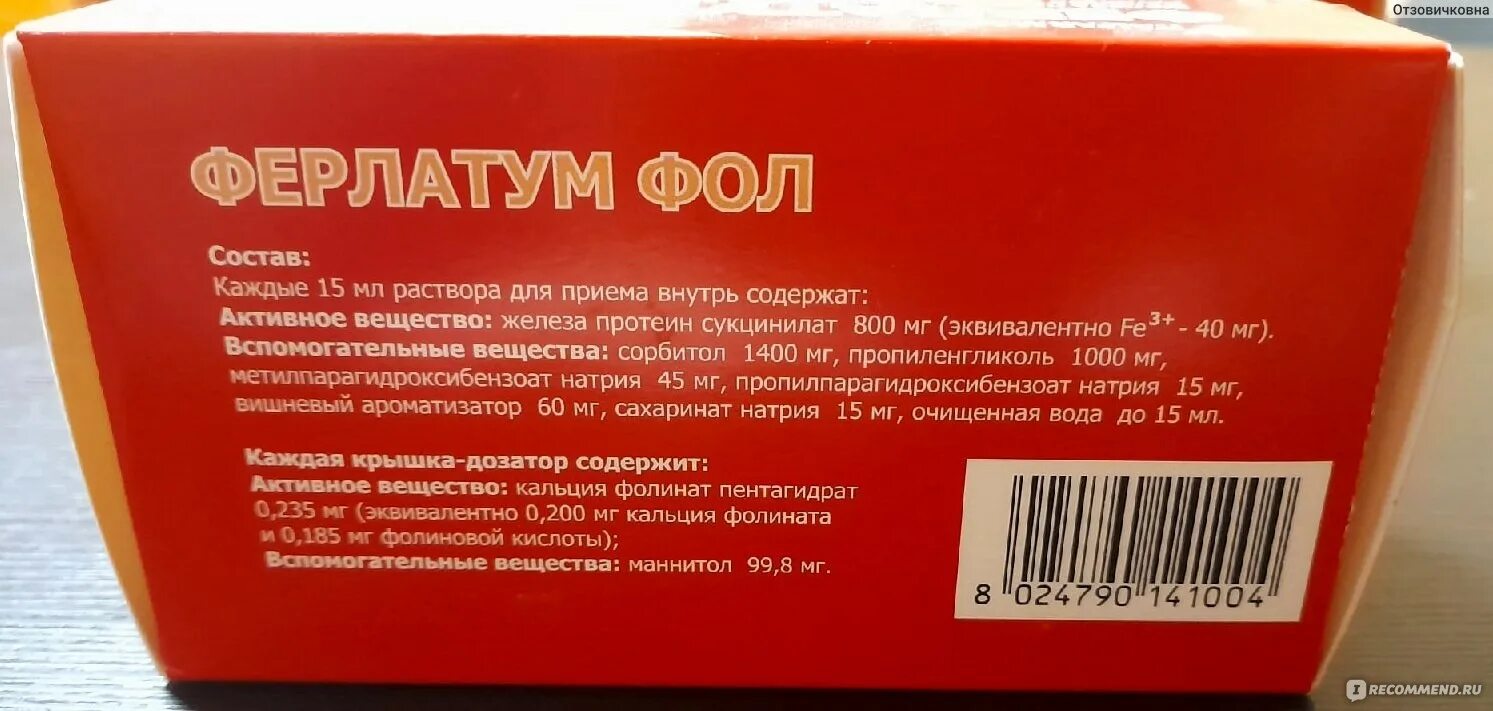 Отзовичковна
ФЕРЛАТУМ ФОЛ
Состав:
Каждые 15 мл раствора для приема внутрь содержат:
Активное вещество: железа протеин сукцинилат 800 мг (эквивалентно Fe³⁺ - 40 мг).
Вспомогательные вещества: сорбитол 1400 мг, пропиленгликоль 1000 мг,
метилпарагидроксибензоат натрия 45 мг, пропилпарагидроксибензоат натрия 15 мг,
вишневый ароматизатор 60 мг, сахаринат натрия 15 мг, очищенная вода до 15 мл.
Каждая крышка-дозатор содержит:
Активное вещество: кальция фолинат пентагидрат
0,235 мг (эквивалентно 0,200 мг кальция фолината
и 0,185 мг фолиновой кислоты);
Вспомогательные вещества: маннитол 99,8 мг.
8 024790 141004
IRECOMMEND.RU